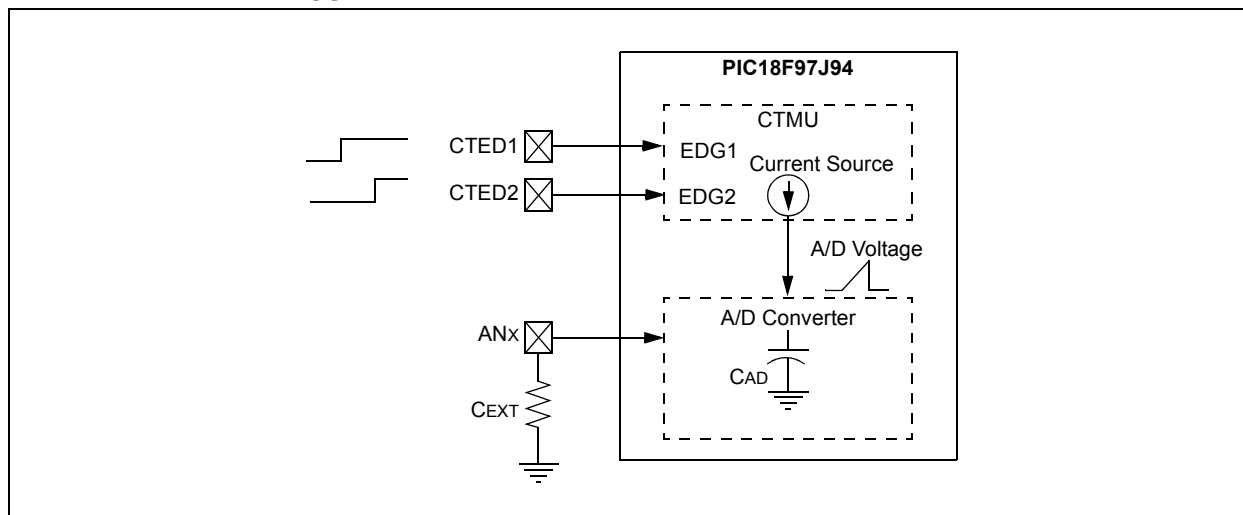 PIC18F97J94
CTMU
CTED1
EDG1
Current Source
CTED2
EDG2
A/D Voltage
A/D Converter
ANX
CAD
CEXT